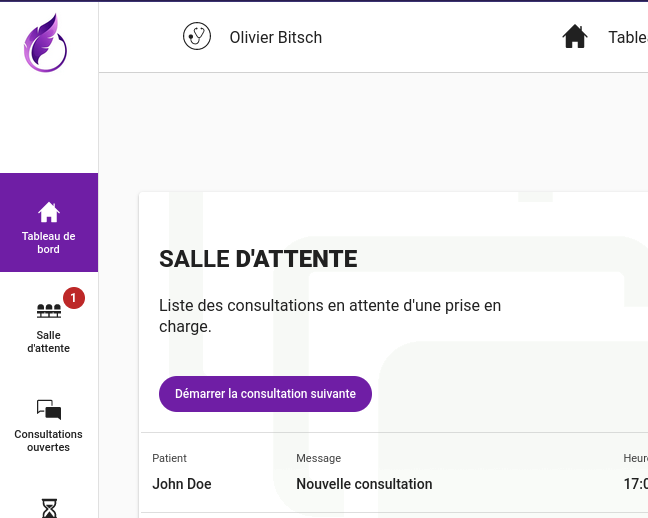 Olivier Bitsch
Table
Tableau de
bord
1
Salle
d'attente
Consultations
ouvertes
SALLE D'ATTENTE
Liste des consultations en attente d'une prise en
charge.
Démarrer la consultation suivante
Patient Message Heur
John Doe Nouvelle consultation 17:0